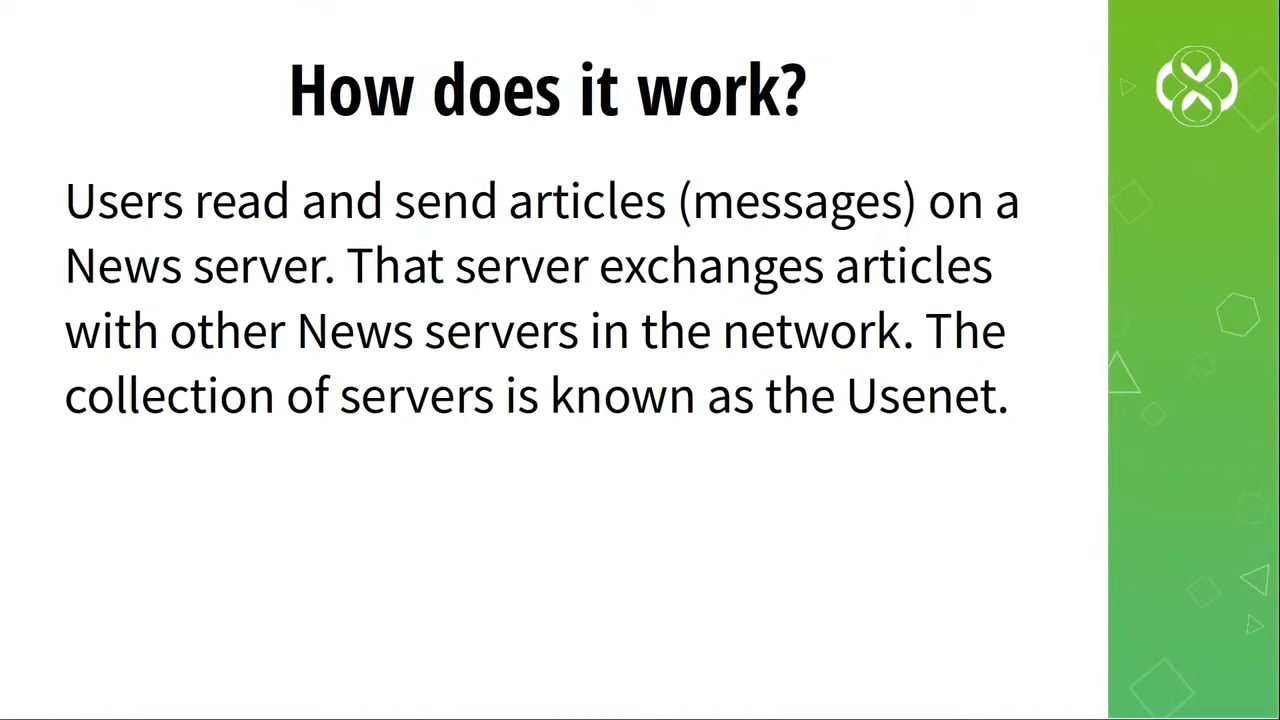 How does it work?
Users read and send articles (messages) on a
News server. That server exchanges articles
with other News servers in the network. The
collection of servers is known as the Usenet.